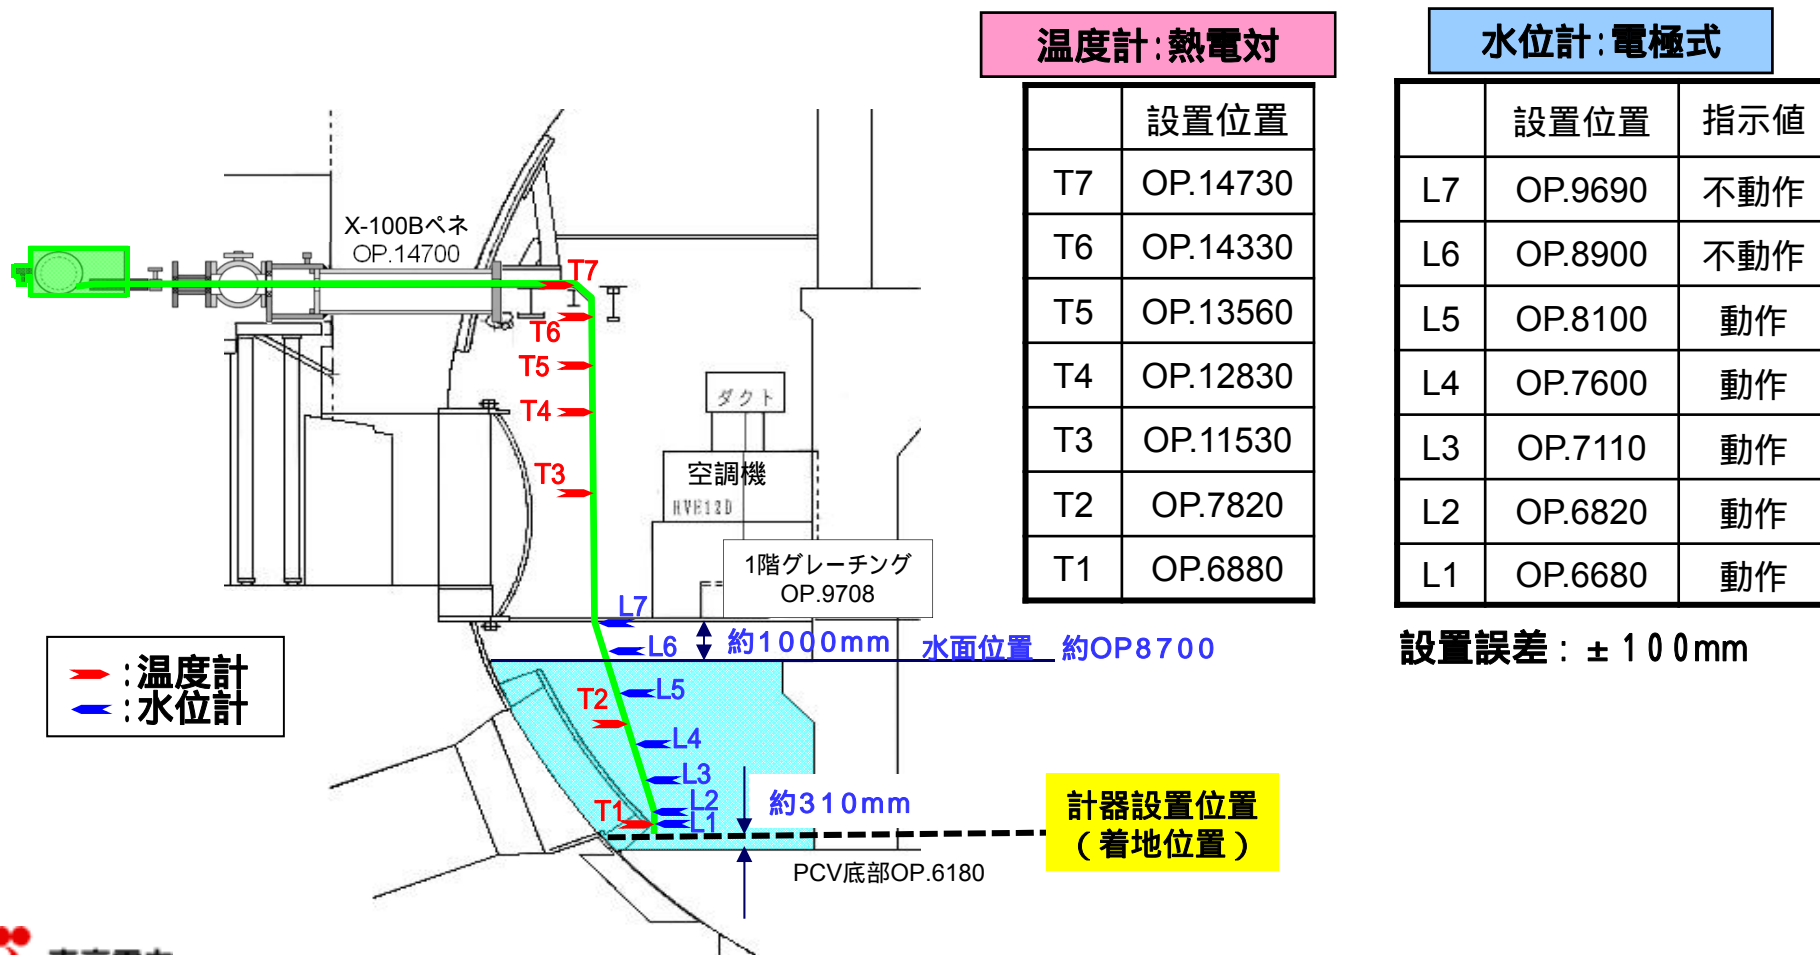 温度計:熱電対
設置位置
T7 OP.14730
T6 OP.14330
T5 OP.13560
T4 OP.12830
T3 OP.11530
T2 OP.7820
T1 OP.6880
水位計:電極式
設置位置 指示値
L7 OP.9690 不動作
L6 OP.8900 不動作
L5 OP.8100 動作
L4 OP.7600 動作
L3 OP.7110 動作
L2 OP.6820 動作
L1 OP.6680 動作
設置誤差:±100mm
X-100Bペネ
OP.14700
T7
T6
T5
T4
T3
ダクト
空調機
HVH12D
1階グレーチング
OP.9708
L7
約1000mm
水面位置 約OP8700
L6
L5
T2
L4
L3
L2
T1
L1
約310mm
計器設置位置
(着地位置)
PCV底部OP.6180
:温度計
:水位計